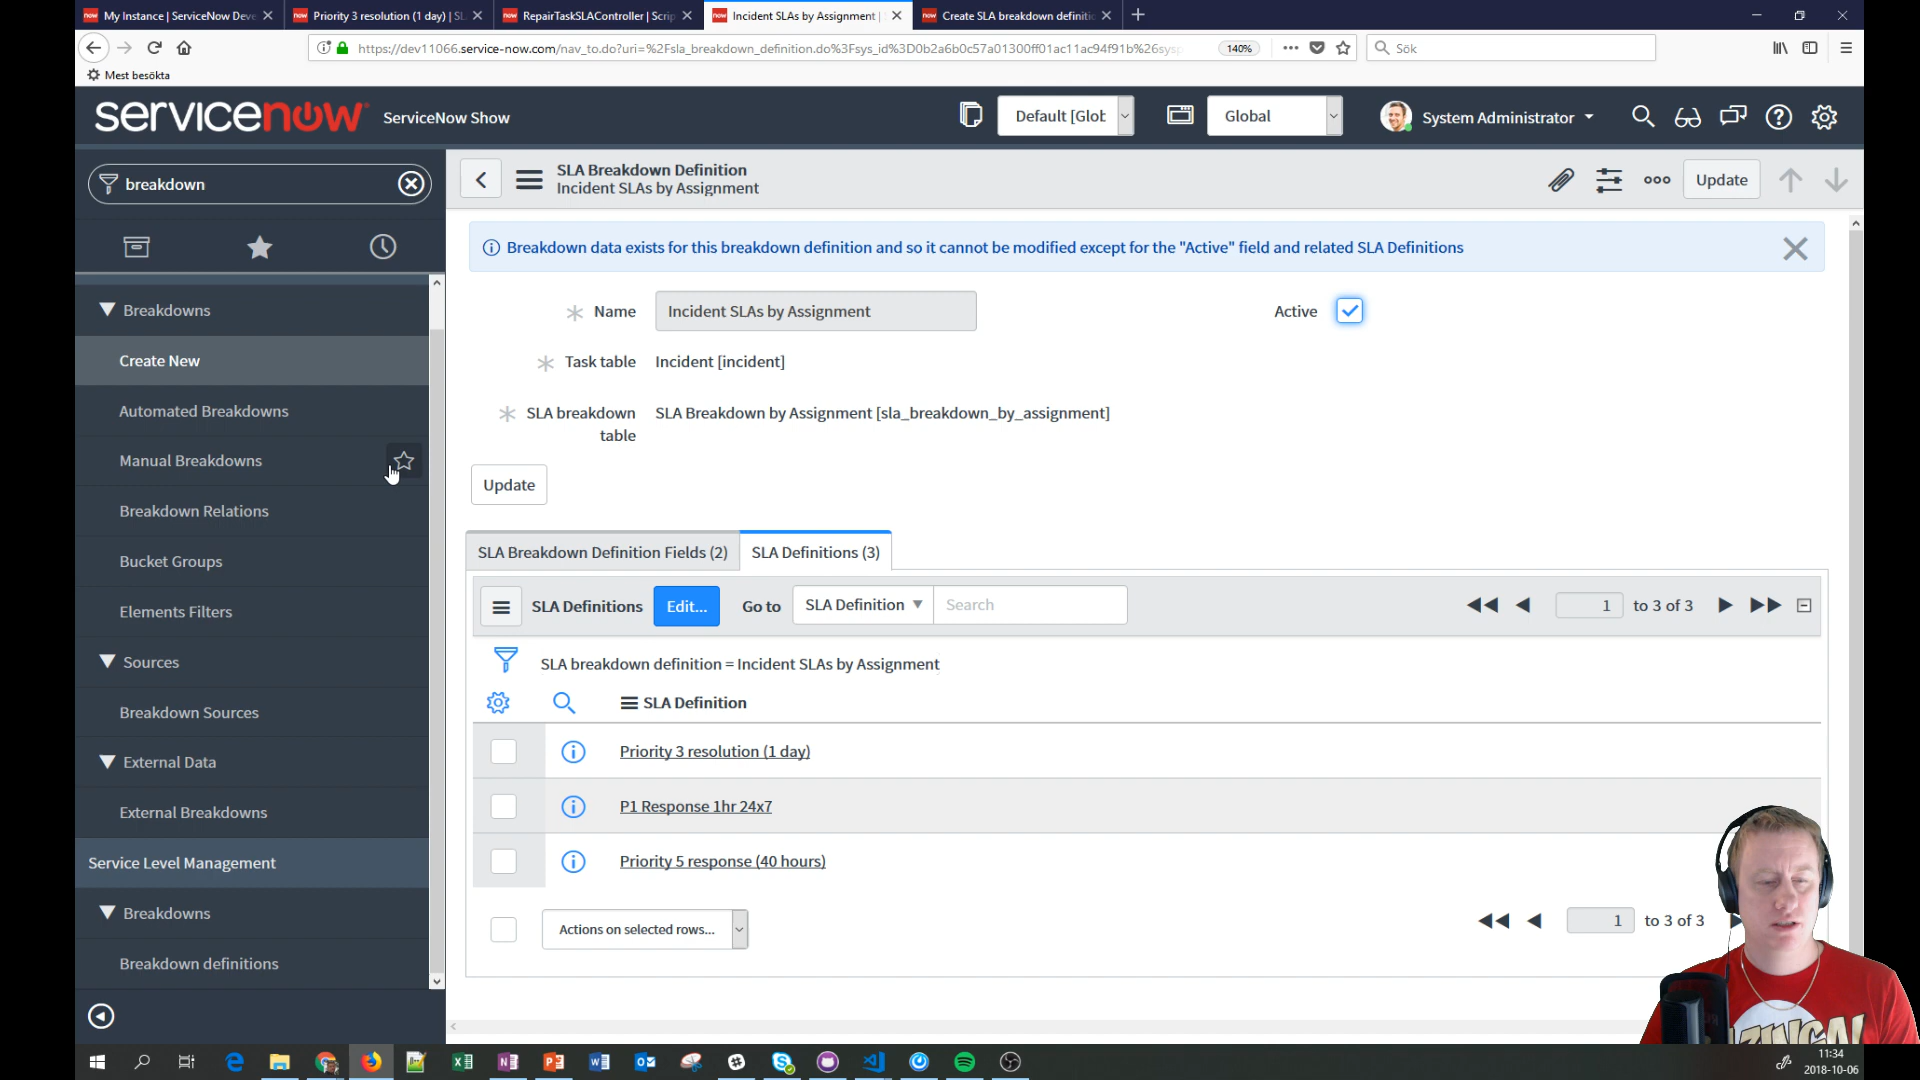 My Instance | ServiceNow Deve
Priority 3 resolution (1 day) | SL
RepairTaskSLAController | Scrip
Incident SLAs by Assignment |
Create SLA breakdown definitio
https://dev11066.service-now.com/nav_to.do?uri=%2Fsla_breakdown_definition.do%3Fsys_id%3D0b2a6b0c57a01300ff01ac11ac94f91b%26sysp
140%
Sök
Mest besökta
servicenow
ServiceNow Show
Default [Glob
Global
System Administrator
breakdown
SLA Breakdown Definition
Incident SLAs by Assignment
Update
Breakdown data exists for this breakdown definition and so it cannot be modified except for the "Active" field and related SLA Definitions
Breakdowns
Create New
Automated Breakdowns
Manual Breakdowns
Breakdown Relations
Bucket Groups
Elements Filters
Sources
Breakdown Sources
External Data
External Breakdowns
Service Level Management
Breakdowns
Breakdown definitions
Name
Incident SLAs by Assignment
Active
Task table
Incident [incident]
SLA breakdown
table
SLA Breakdown by Assignment [sla_breakdown_by_assignment]
Update
SLA Breakdown Definition Fields (2)
SLA Definitions (3)
SLA Definitions
Edit...
Go to
SLA Definition
Search
1
to 3 of 3
SLA breakdown definition = Incident SLAs by Assignment
SLA Definition
Priority 3 resolution (1 day)
P1 Response 1hr 24x7
Priority 5 response (40 hours)
Actions on selected rows...
1
to 3 of 3
11:34
2018-10-06